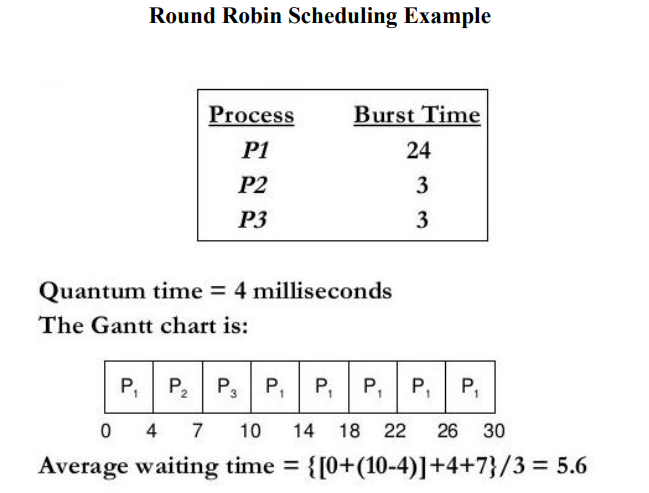 Round Robin Scheduling Example
Process Burst Time
P1 24
P2 3
P3 3
Quantum time = 4 milliseconds
The Gantt chart is:
P₁ P₂ P₃ P₁ P₁ P₁ P₁ P₁
0 4 7 10 14 18 22 26 30
Average waiting time = {[0+(10-4)]+4+7}/3 = 5.6